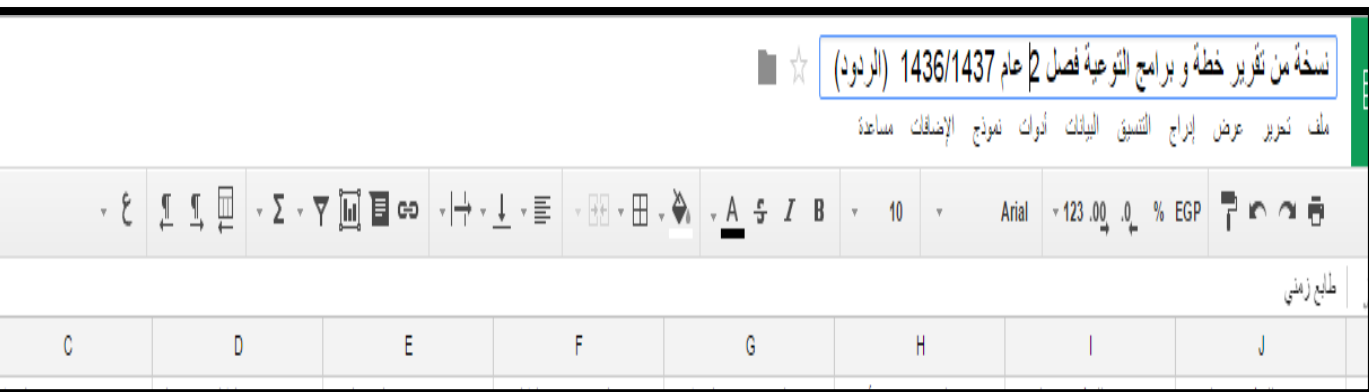 نسخة من تقرير خطة و برامج التوعية فصل 2 عام 1436/1437 (الردود)
ملف تحرير عرض إدراج التنسيق البيانات أدوات نموذج الإضافات مساعدة
EGP % .0 .00 123 Arial 10 B I S A Σ ¶ ¶ ع
طابع زمني
C D E F G H I J